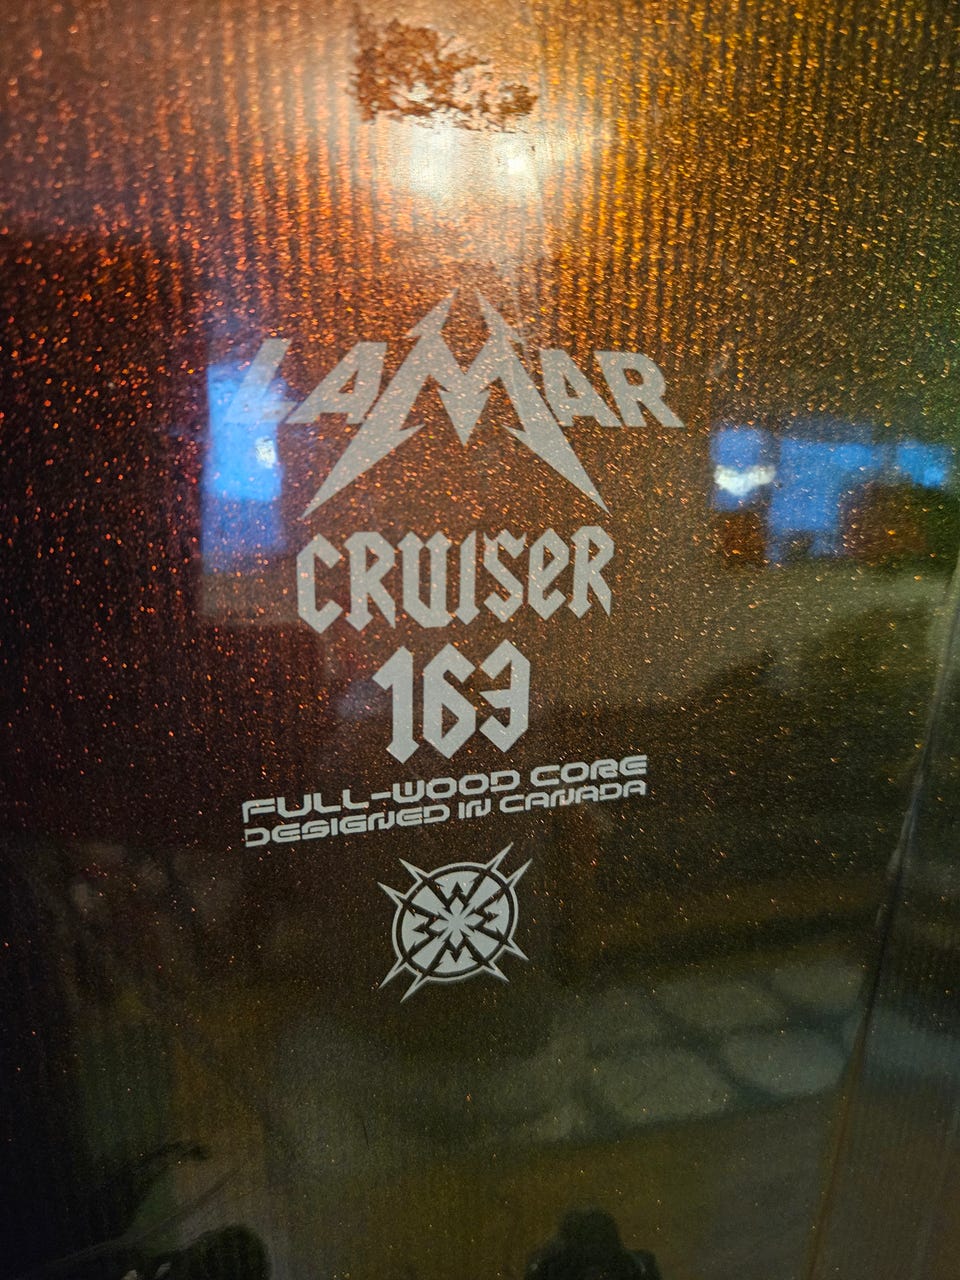 LAMAR
CRUISER
163
FULL-WOOD CORE
DESIGNED IN CANADA